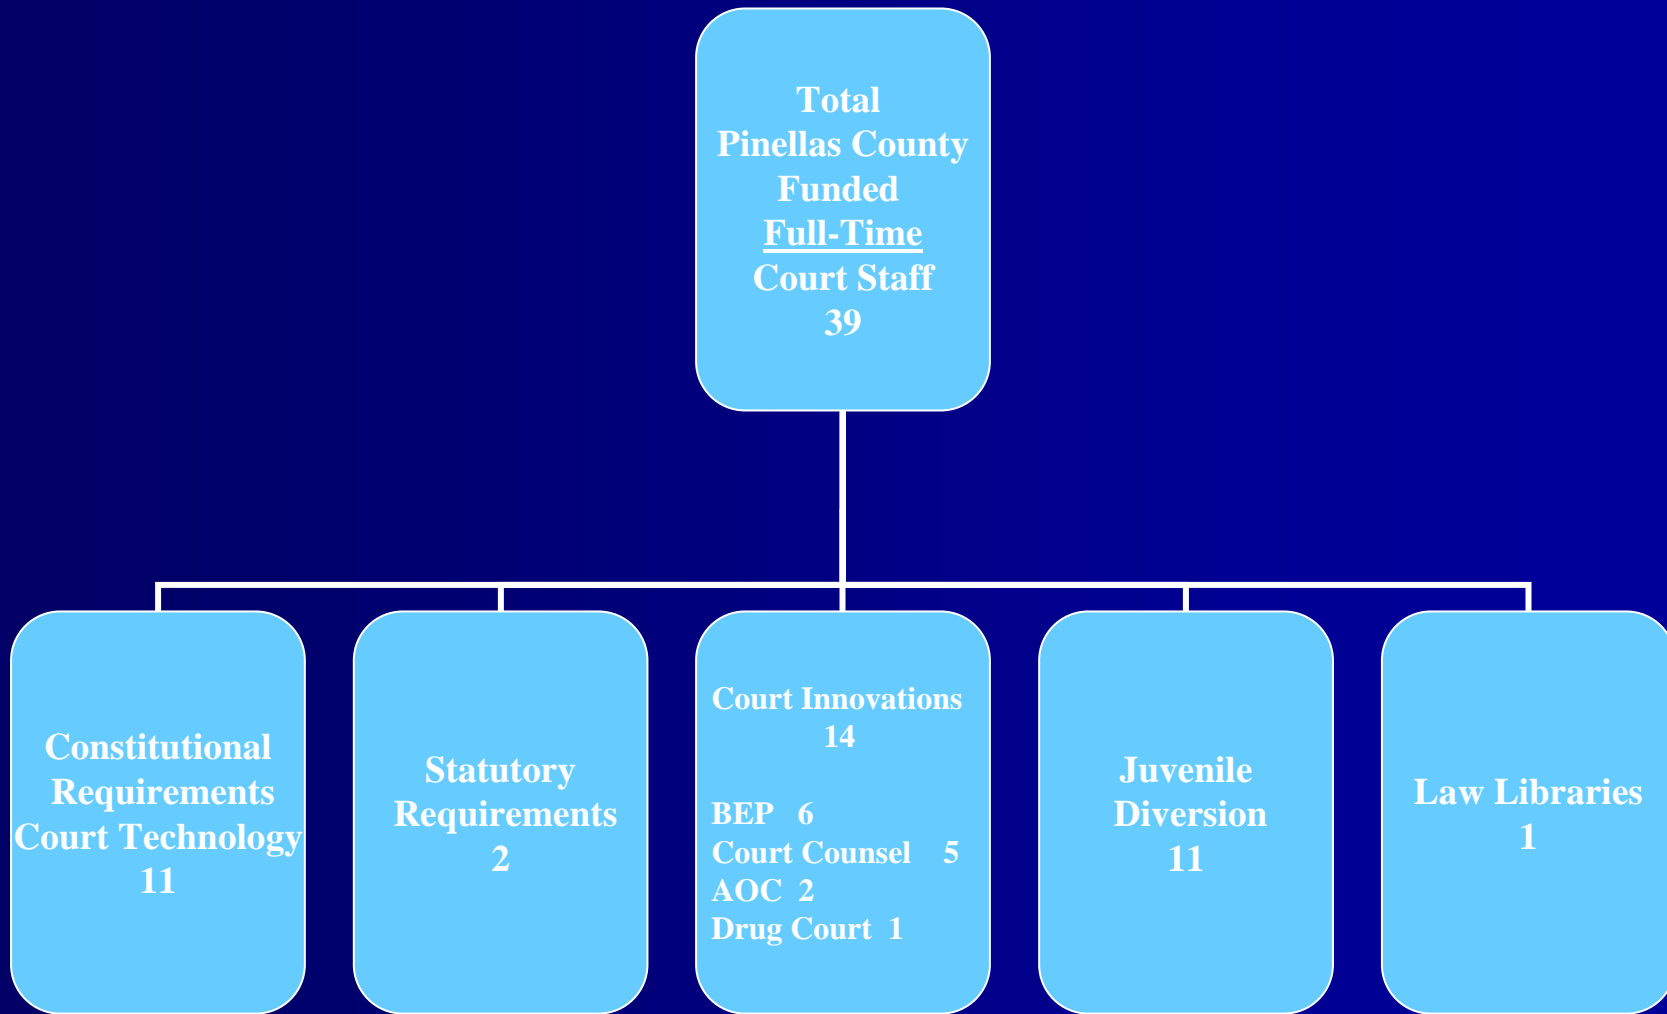 Total
Pinellas County
Funded
Full-Time
Court Staff
39
Constitutional
Requirements
Court Technology
11
Statutory
Requirements
2
Court Innovations
14
BEP 6
Court Counsel 5
AOC 2
Drug Court 1
Juvenile
Diversion
11
Law Libraries
1